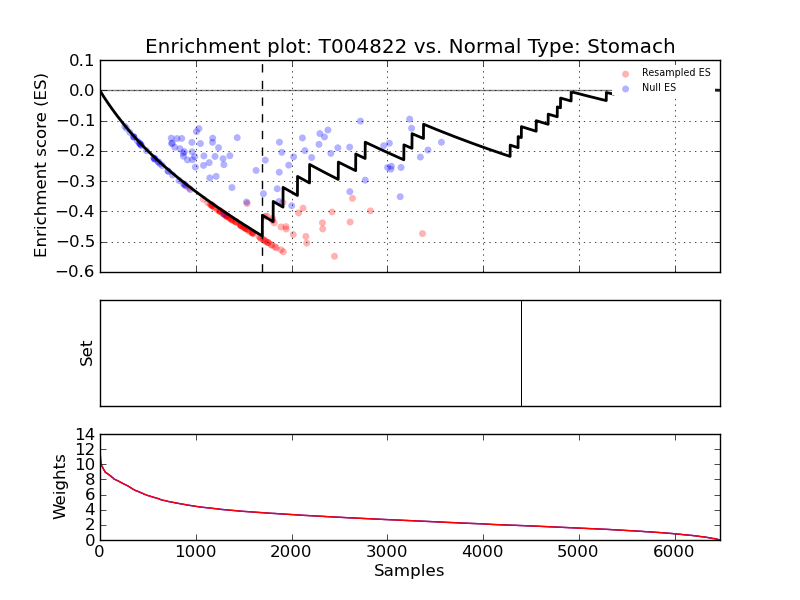 Enrichment plot: T004822 vs. Normal Type: Stomach
Enrichment score (ES)
0.1
0.0
−0.1
−0.2
−0.3
−0.4
−0.5
−0.6
Resampled ES
Null ES
Set
Weights
14
12
10
8
6
4
2
0
0 1000 2000 3000 4000 5000 6000
Samples